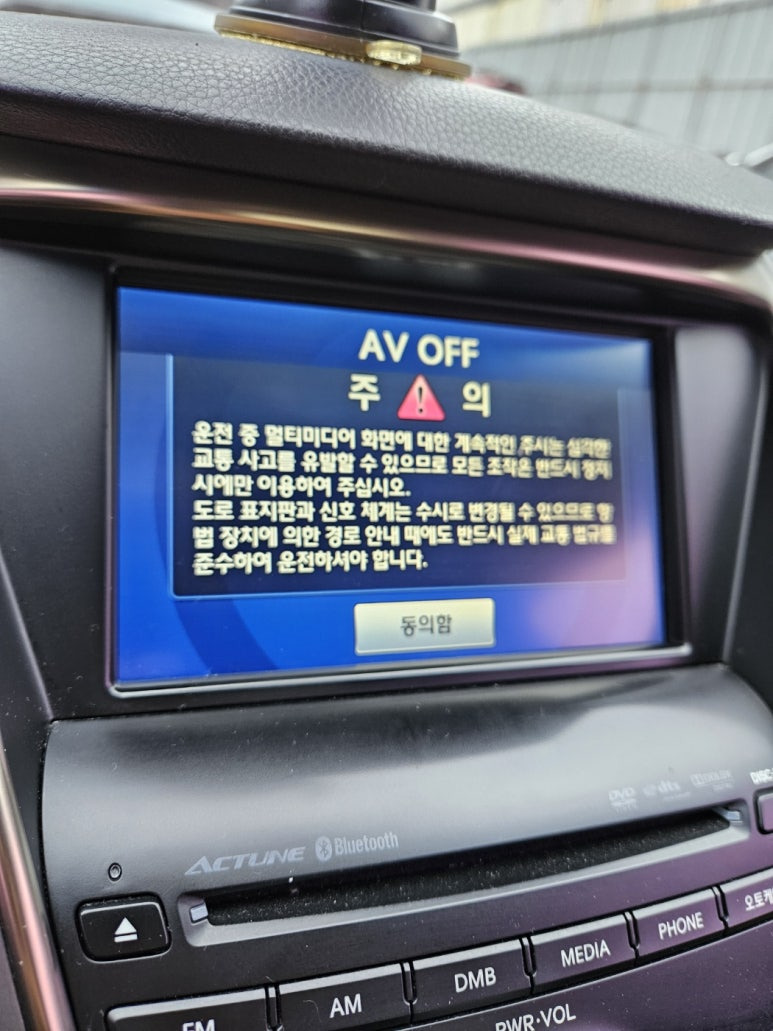 AV OFF
주 의
운전 중 멀티미디어 화면에 대한 계속적인 주시는 심각한
교통 사고를 유발할 수 있으므로 모든 조작은 반드시 정지
시에만 이용하여 주십시오.
도로 표지판과 신호 체계는 수시로 변경될 수 있으므로 항
법 장치에 의한 경로 안내 때에도 반드시 실제 교통 법규를
준수하여 운전하셔야 합니다.
동의함
DVD
dts
DOLBY
DISC
ACTUNE Bluetooth
FM AM DMB MEDIA PHONE
PWR·VOL